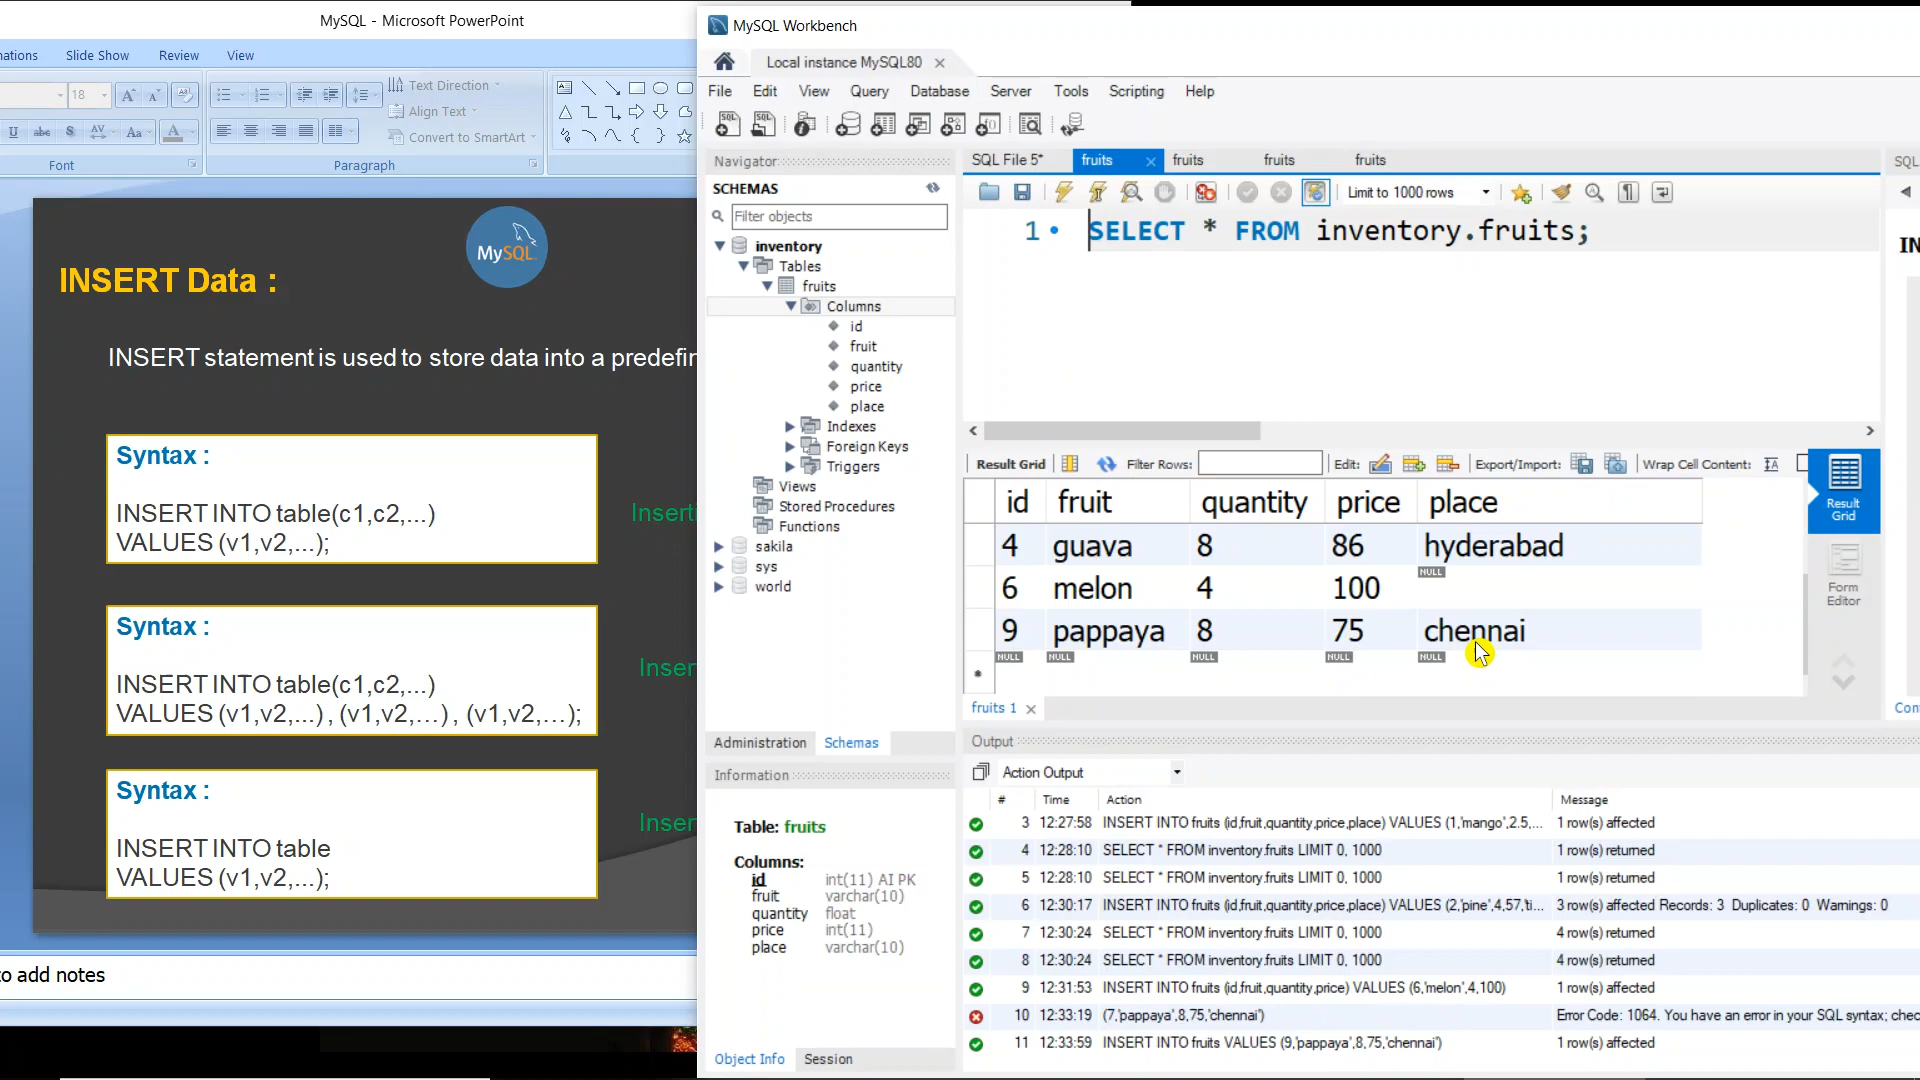 MySQL - Microsoft PowerPoint
ations Slide Show Review View
18
Text Direction
Align Text
Convert to SmartArt
Font Paragraph
MySQL
INSERT Data :
INSERT statement is used to store data into a predefin
Syntax :
INSERT INTO table(c1,c2,...)
VALUES (v1,v2,...);
Inserti
Syntax :
INSERT INTO table(c1,c2,...)
VALUES (v1,v2,...) , (v1,v2,...) , (v1,v2,...);
Inser
Syntax :
INSERT INTO table
VALUES (v1,v2,...);
Inser
to add notes
MySQL Workbench
Local instance MySQL80
File Edit View Query Database Server Tools Scripting Help
Navigator
SCHEMAS
Filter objects
inventory
Tables
fruits
Columns
id
fruit
quantity
price
place
Indexes
Foreign Keys
Triggers
Views
Stored Procedures
Functions
sakila
sys
world
Administration Schemas
Information
Table: fruits
Columns:
id int(11) AI PK
fruit varchar(10)
quantity float
price int(11)
place varchar(10)
Object Info Session
SQL File 5* fruits fruits fruits fruits
SQL
Limit to 1000 rows
1 SELECT * FROM inventory.fruits;
IN
Result Grid Filter Rows: Edit: Export/Import: Wrap Cell Content:
id fruit quantity price place
4 guava 8 86 hyderabad
6 melon 4 100 NULL
9 pappaya 8 75 chennai
NULL NULL NULL NULL NULL
Result
Grid
Form
Editor
fruits 1
Con
Output
Action Output
# Time Action Message
3 12:27:58 INSERT INTO fruits (id,fruit,quantity,price,place) VALUES (1,'mango',2.5,... 1 row(s) affected
4 12:28:10 SELECT * FROM inventory.fruits LIMIT 0, 1000 1 row(s) returned
5 12:28:10 SELECT * FROM inventory.fruits LIMIT 0, 1000 1 row(s) returned
6 12:30:17 INSERT INTO fruits (id,fruit,quantity,price,place) VALUES (2,'pine',4,57,'ti... 3 row(s) affected Records: 3 Duplicates: 0 Warnings: 0
7 12:30:24 SELECT * FROM inventory.fruits LIMIT 0, 1000 4 row(s) returned
8 12:30:24 SELECT * FROM inventory.fruits LIMIT 0, 1000 4 row(s) returned
9 12:31:53 INSERT INTO fruits (id,fruit,quantity,price) VALUES (6,'melon',4,100) 1 row(s) affected
10 12:33:19 (7,'pappaya',8,75,'chennai') Error Code: 1064. You have an error in your SQL syntax; chec
11 12:33:59 INSERT INTO fruits VALUES (9,'pappaya',8,75,'chennai') 1 row(s) affected